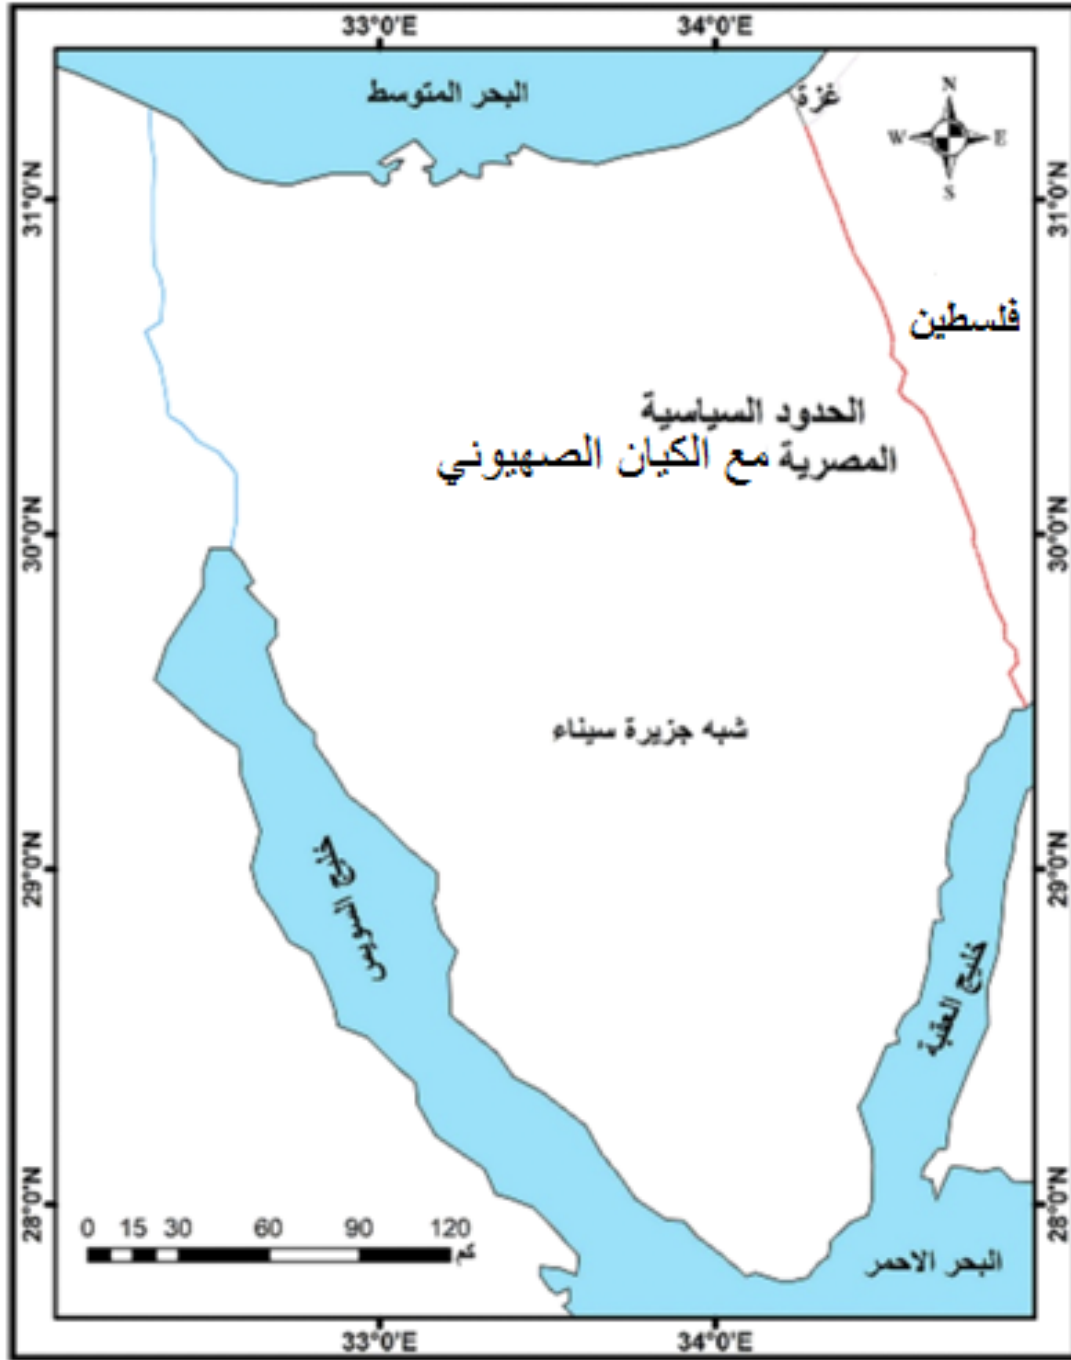 33°0'E 34°0'E
البحر المتوسط
غزة
N
W E
S
31°0'N 31°0'N
فلسطين
الحدود السياسية
المصرية مع الكيان الصهيوني
30°0'N 30°0'N
شبه جزيرة سيناء
29°0'N 29°0'N
خليج السويس
خليج العقبة
28°0'N 28°0'N
0 15 30 60 90 120
كم
البحر الاحمر
33°0'E 34°0'E